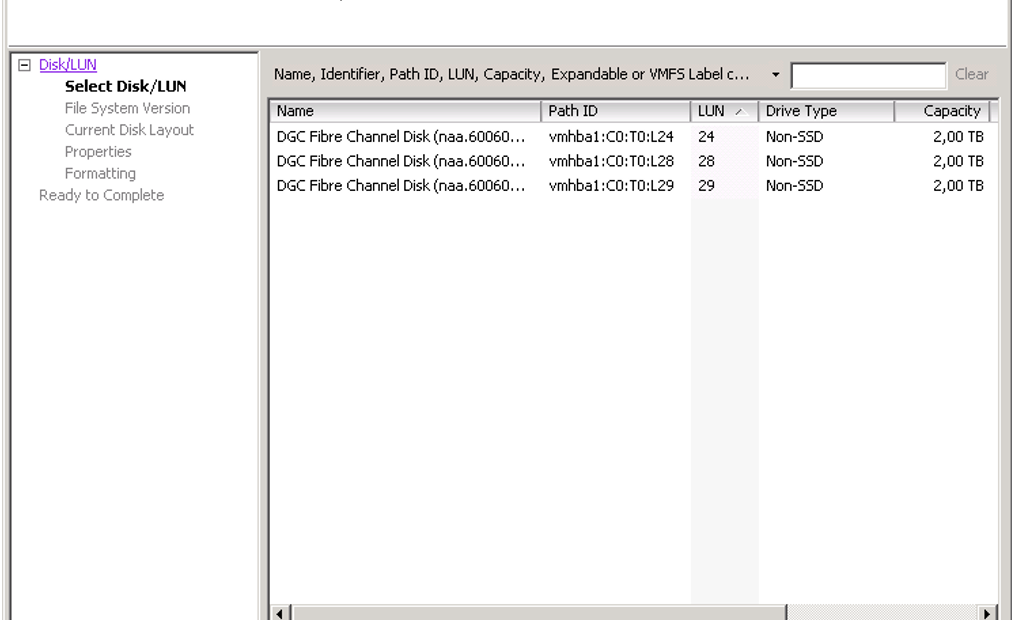 Disk/LUN
Select Disk/LUN
File System Version
Current Disk Layout
Properties
Formatting
Ready to Complete
Name, Identifier, Path ID, LUN, Capacity, Expandable or VMFS Label c... Clear
Name Path ID LUN Drive Type Capacity
DGC Fibre Channel Disk (naa.60060... vmhba1:C0:T0:L24 24 Non-SSD 2,00 TB
DGC Fibre Channel Disk (naa.60060... vmhba1:C0:T0:L28 28 Non-SSD 2,00 TB
DGC Fibre Channel Disk (naa.60060... vmhba1:C0:T0:L29 29 Non-SSD 2,00 TB